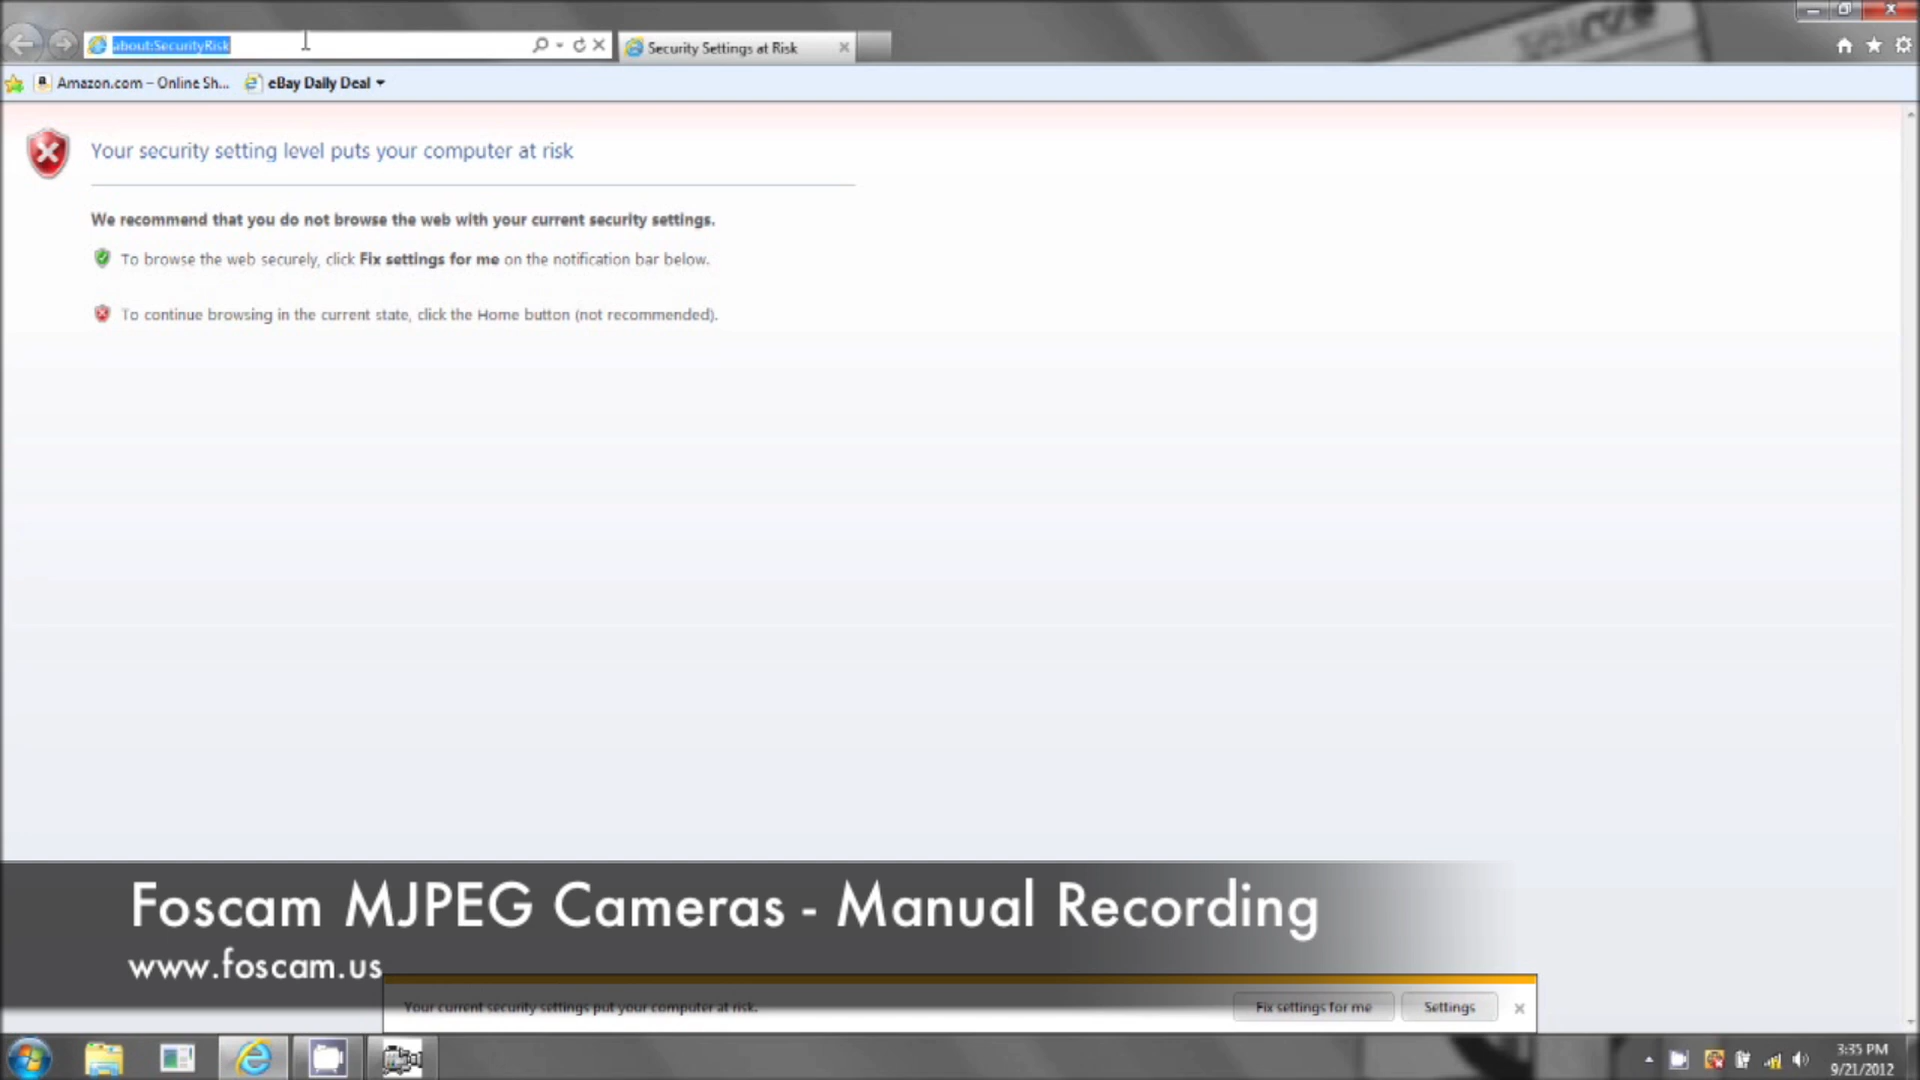 about:SecurityRisk
Security Settings at Risk
Amazon.com – Online Sh...
eBay Daily Deal
Your security setting level puts your computer at risk
We recommend that you do not browse the web with your current security settings.
To browse the web securely, click Fix settings for me on the notification bar below.
To continue browsing in the current state, click the Home button (not recommended).
Foscam MJPEG Cameras - Manual Recording
www.foscam.us
Your current security settings put your computer at risk.
Fix settings for me
Settings
3:35 PM
9/21/2012